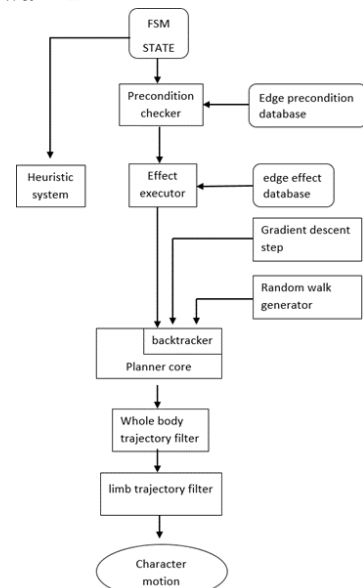 FSM
STATE
Precondition
checker
Edge precondition
database
Heuristic
system
Effect
executor
edge effect
database
Gradient descent
step
Random walk
generator
backtracker
Planner core
Whole body
trajectory filter
limb trajectory filter
Character
motion